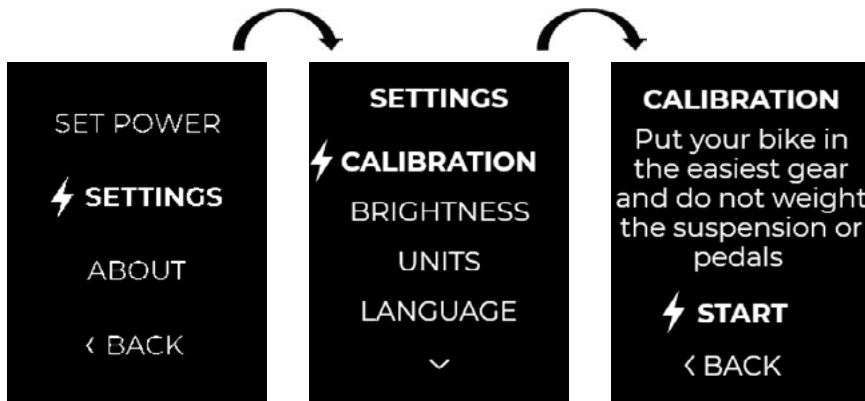 SET POWER
SETTINGS
ABOUT
‹ BACK
SETTINGS
CALIBRATION
BRIGHTNESS
UNITS
LANGUAGE
CALIBRATION
Put your bike in
the easiest gear
and do not weight
the suspension or
pedals
START
‹ BACK